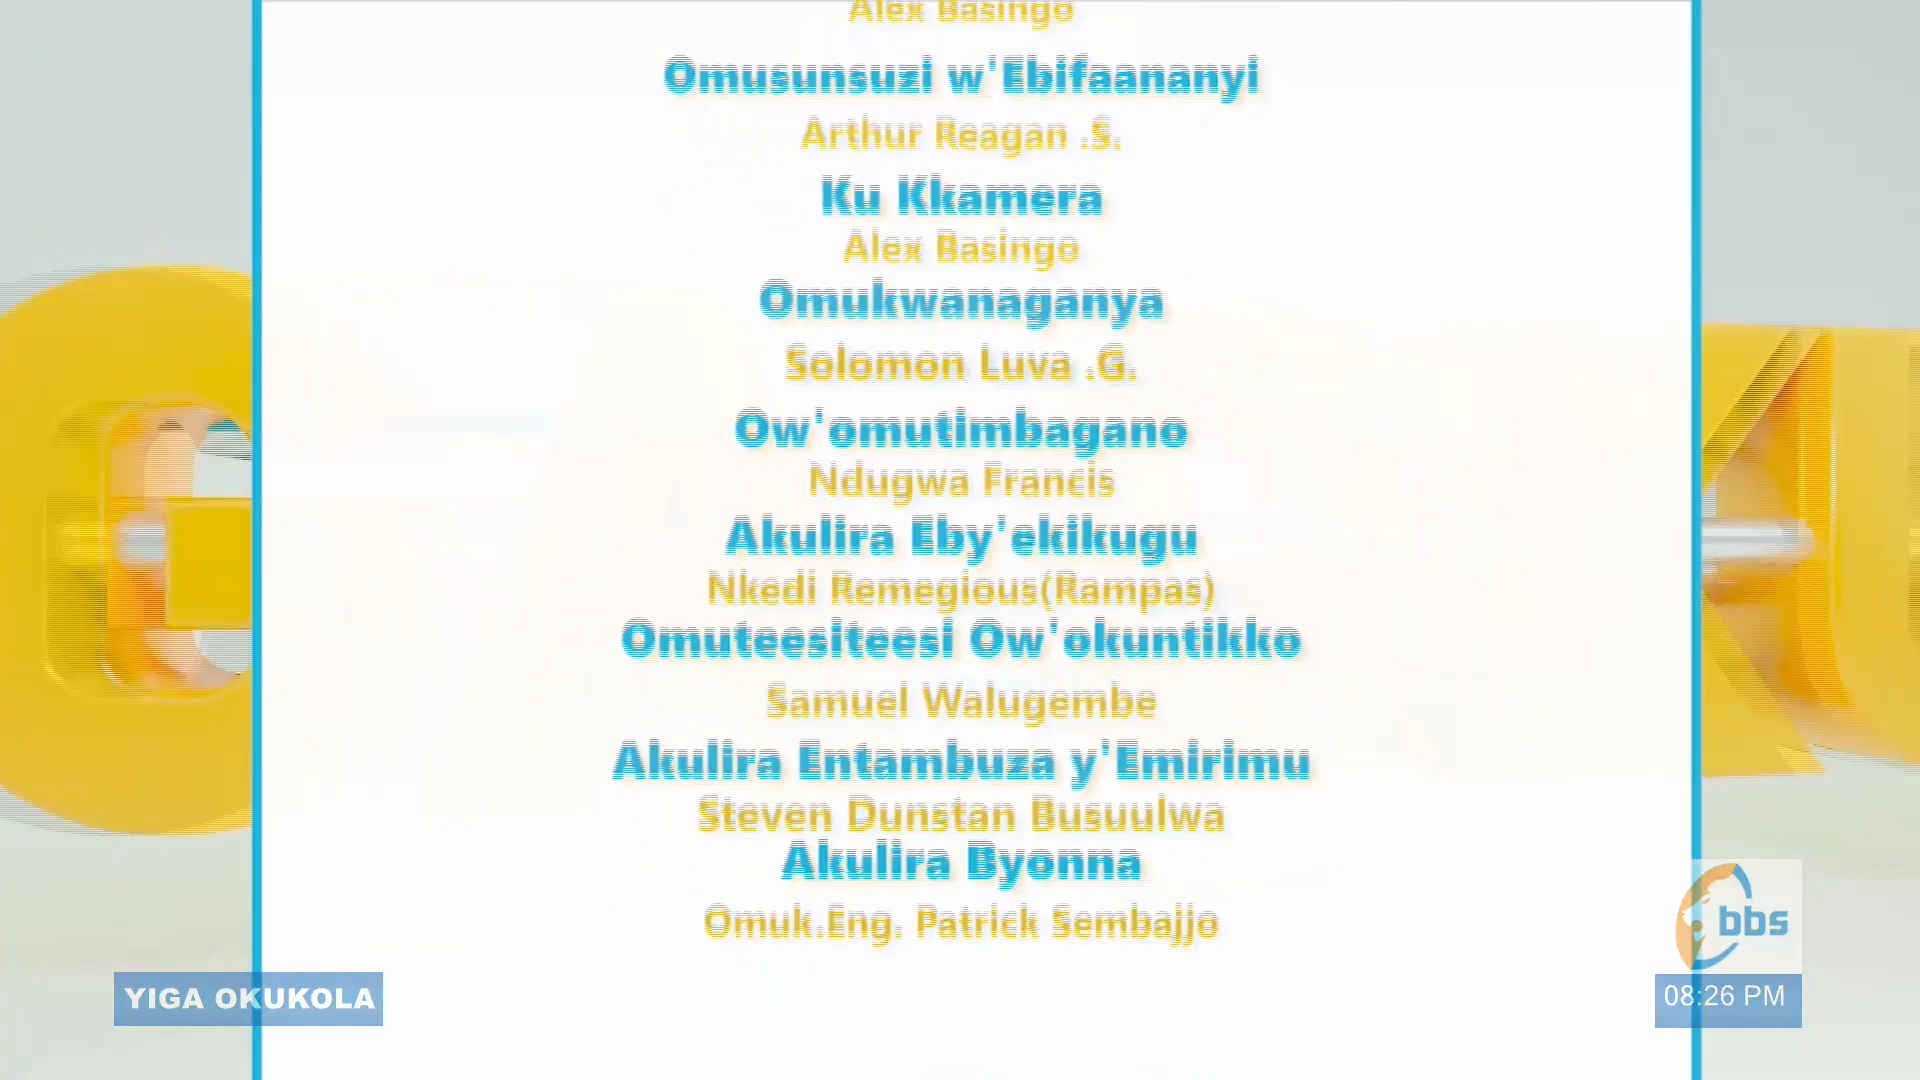 Alex Basingo
Omusunsuzi w'Ebifaananyi
Arthur Reagan .S.
Ku Kkamera
Alex Basingo
Omukwanaganya
Solomon Luva .G.
Ow'omutimbagano
Ndugwa Francis
Akulira Eby'ekikugu
Nkedi Remegious(Rampas)
Omuteesiteesi Ow'okuntikko
Samuel Walugembe
Akulira Entambuza y'Emirimu
Steven Dunstan Busuulwa
Akulira Byonna
Omuk.Eng. Patrick Sembajjo
bbs
YIGA OKUKOLA
08:26 PM